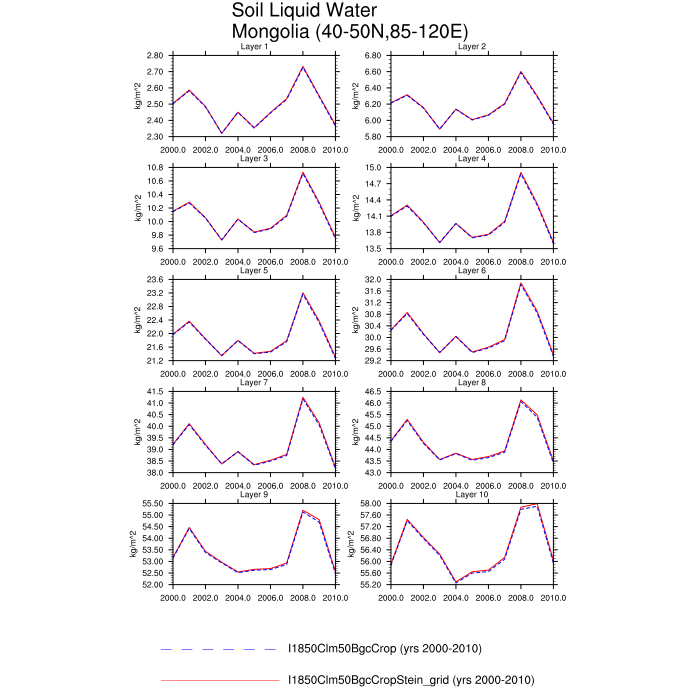 Soil Liquid Water
Mongolia (40-50N,85-120E)
Layer 1
2.80
2.70
2.60
2.50
2.40
2.30
kg/m^2
2000.0 2002.0 2004.0 2006.0 2008.0 2010.0
Layer 2
6.80
6.60
6.40
6.20
6.00
5.80
kg/m^2
2000.0 2002.0 2004.0 2006.0 2008.0 2010.0
Layer 3
10.8
10.6
10.4
10.2
10.0
9.8
9.6
kg/m^2
2000.0 2002.0 2004.0 2006.0 2008.0 2010.0
Layer 4
15.0
14.7
14.4
14.1
13.8
13.5
kg/m^2
2000.0 2002.0 2004.0 2006.0 2008.0 2010.0
Layer 5
23.6
23.2
22.8
22.4
22.0
21.6
21.2
kg/m^2
2000.0 2002.0 2004.0 2006.0 2008.0 2010.0
Layer 6
32.0
31.6
31.2
30.8
30.4
30.0
29.6
29.2
kg/m^2
2000.0 2002.0 2004.0 2006.0 2008.0 2010.0
Layer 7
41.5
41.0
40.5
40.0
39.5
39.0
38.5
38.0
kg/m^2
2000.0 2002.0 2004.0 2006.0 2008.0 2010.0
Layer 8
46.5
46.0
45.5
45.0
44.5
44.0
43.5
43.0
kg/m^2
2000.0 2002.0 2004.0 2006.0 2008.0 2010.0
Layer 9
55.50
55.00
54.50
54.00
53.50
53.00
52.50
52.00
kg/m^2
2000.0 2002.0 2004.0 2006.0 2008.0 2010.0
Layer 10
58.00
57.60
57.20
56.80
56.40
56.00
55.60
55.20
kg/m^2
2000.0 2002.0 2004.0 2006.0 2008.0 2010.0
I1850Clm50BgcCrop (yrs 2000-2010)
I1850Clm50BgcCropStein_grid (yrs 2000-2010)